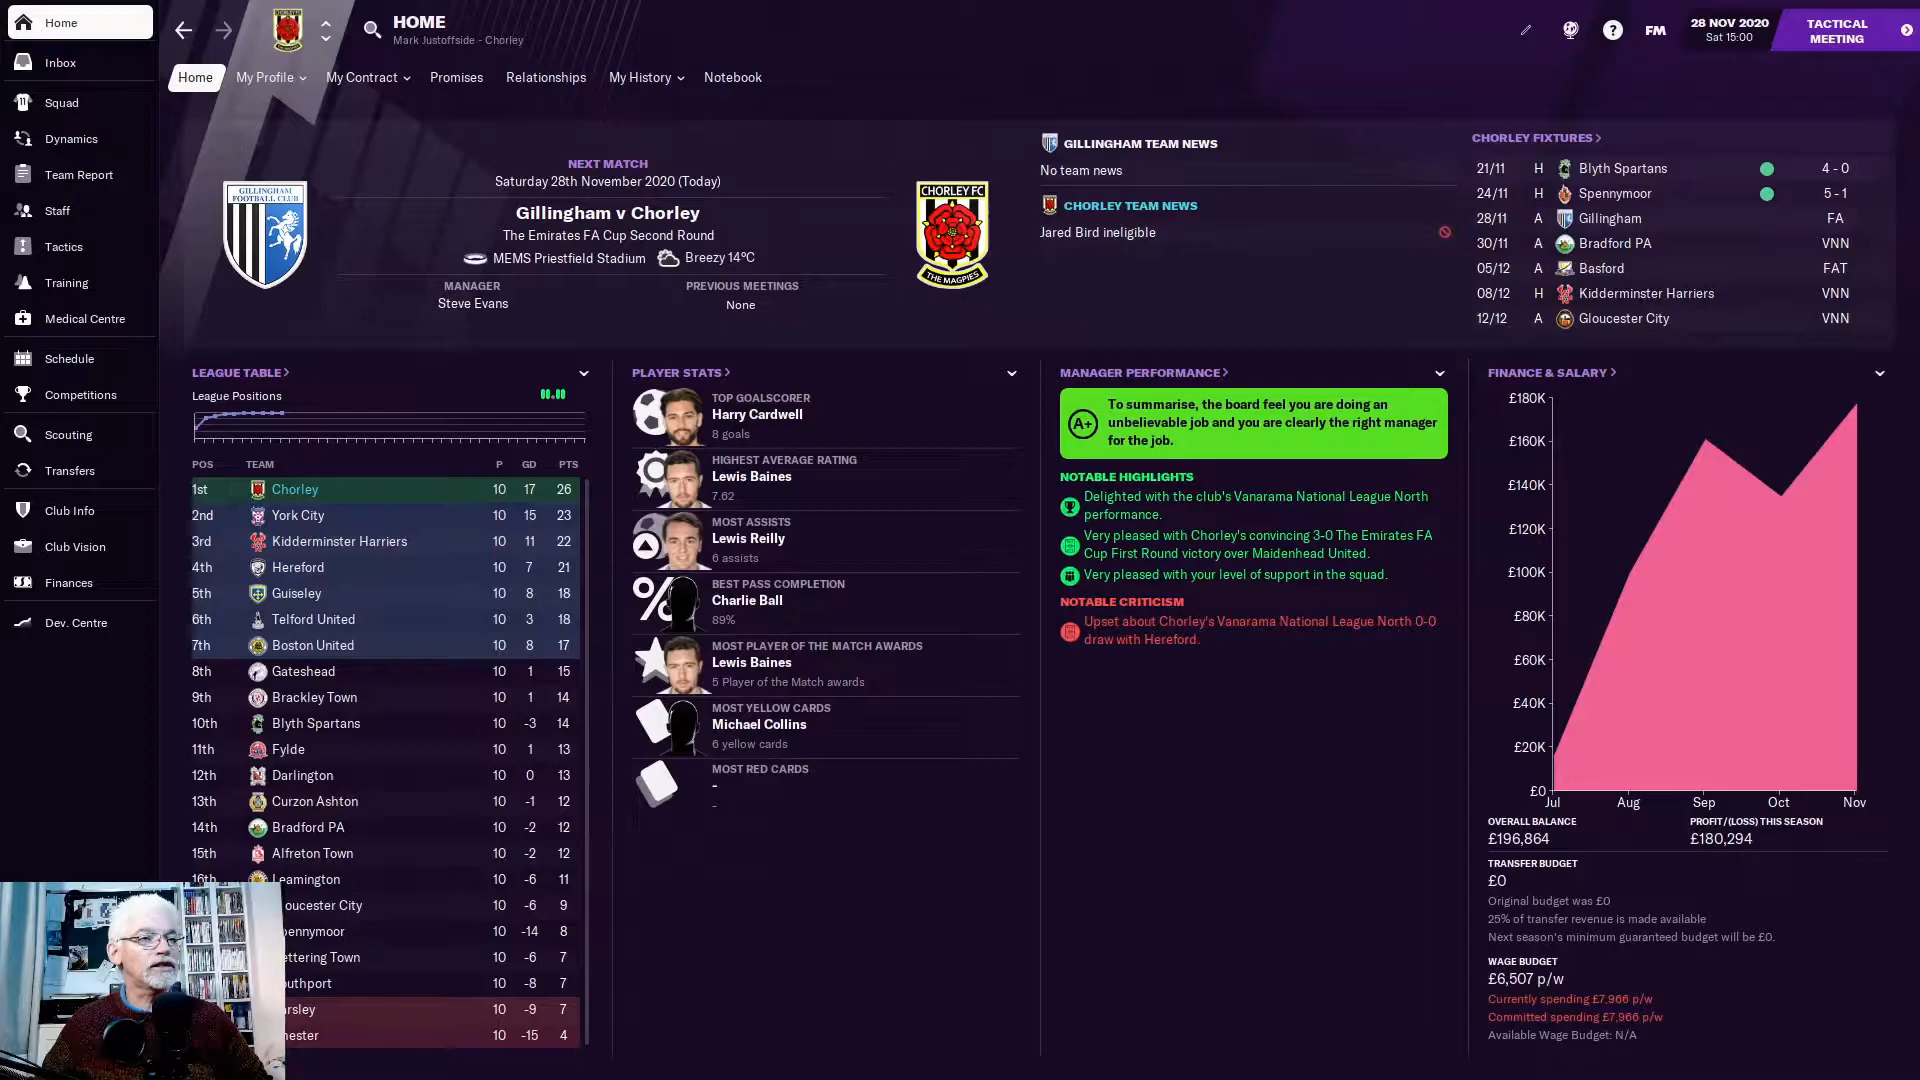 Home
Inbox
Squad
Dynamics
Team Report
Staff
Tactics
Training
Medical Centre
Schedule
Competitions
Scouting
Transfers
Club Info
Club Vision
Finances
Dev. Centre
HOME
Mark Justoffside - Chorley
FM
28 NOV 2020
Sat 15:00
TACTICAL
MEETING
Home My Profile My Contract Promises Relationships My History Notebook
GILLINGHAM
FOOTBALL CLUB
NEXT MATCH
Saturday 28th November 2020 (Today)
Gillingham v Chorley
The Emirates FA Cup Second Round
MEMS Priestfield Stadium Breezy 14°C
MANAGER PREVIOUS MEETINGS
Steve Evans None
CHORLEY FC
THE MAGPIES
GILLINGHAM TEAM NEWS
No team news
CHORLEY TEAM NEWS
Jared Bird ineligible
CHORLEY FIXTURES >
21/11 H Blyth Spartans 4 - 0
24/11 H Spennymoor 5 - 1
28/11 A Gillingham FA
30/11 A Bradford PA VNN
05/12 A Basford FAT
08/12 H Kidderminster Harriers VNN
12/12 A Gloucester City VNN
LEAGUE TABLE >
League Positions
POS TEAM P GD PTS
1st Chorley 10 17 26
2nd York City 10 15 23
3rd Kidderminster Harriers 10 11 22
4th Hereford 10 7 21
5th Guiseley 10 8 18
6th Telford United 10 3 18
7th Boston United 10 8 17
8th Gateshead 10 1 15
9th Brackley Town 10 1 14
10th Blyth Spartans 10 -3 14
11th Fylde 10 1 13
12th Darlington 10 0 13
13th Curzon Ashton 10 -1 12
14th Bradford PA 10 -2 12
15th Alfreton Town 10 -2 12
16th Leamington 10 -6 11
oucester City 10 -6 9
pennymoor 10 -14 8
ettering Town 10 -6 7
outhport 10 -8 7
arsley 10 -9 7
hester 10 -15 4
PLAYER STATS >
TOP GOALSCORER
Harry Cardwell
8 goals
HIGHEST AVERAGE RATING
Lewis Baines
7.62
MOST ASSISTS
Lewis Reilly
6 assists
BEST PASS COMPLETION
Charlie Ball
89%
MOST PLAYER OF THE MATCH AWARDS
Lewis Baines
5 Player of the Match awards
MOST YELLOW CARDS
Michael Collins
6 yellow cards
MOST RED CARDS
-
-
MANAGER PERFORMANCE >
A+
To summarise, the board feel you are doing an
unbelievable job and you are clearly the right manager
for the job.
NOTABLE HIGHLIGHTS
Delighted with the club's Vanarama National League North
performance.
Very pleased with Chorley's convincing 3-0 The Emirates FA
Cup First Round victory over Maidenhead United.
Very pleased with your level of support in the squad.
NOTABLE CRITICISM
Upset about Chorley's Vanarama National League North 0-0
draw with Hereford.
FINANCE & SALARY >
£180K
£160K
£140K
£120K
£100K
£80K
£60K
£40K
£20K
£0
Jul Aug Sep Oct Nov
OVERALL BALANCE PROFIT/(LOSS) THIS SEASON
£196,864 £180,294
TRANSFER BUDGET
£0
Original budget was £0
25% of transfer revenue is made available
Next season's minimum guaranteed budget will be £0.
WAGE BUDGET
£6,507 p/w
Currently spending £7,966 p/w
Committed spending £7,966 p/w
Available Wage Budget: N/A